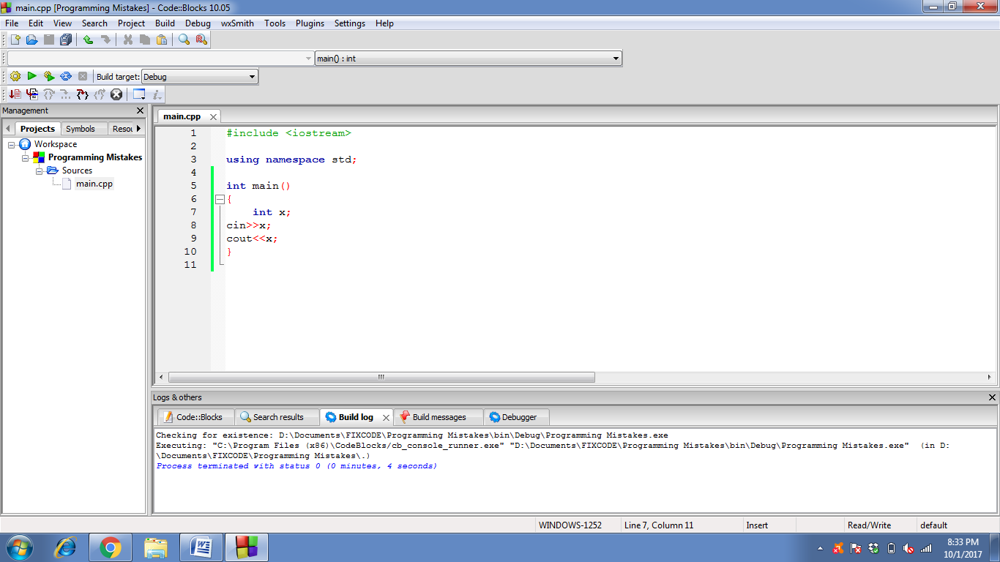 main.cpp [Programming Mistakes] - Code::Blocks 10.05
File Edit View Search Project Build Debug wxSmith Tools Plugins Settings Help
main() : int
Build target: Debug
Management
Projects Symbols Resou
Workspace
Programming Mistakes
Sources
main.cpp
main.cpp
1 #include <iostream>
2
3 using namespace std;
4
5 int main()
6 {
7 int x;
8 cin>>x;
9 cout<<x;
10 }
11
Logs & others
Code::Blocks Search results Build log Build messages Debugger
Checking for existence: D:\Documents\FIXCODE\Programming Mistakes\bin\Debug\Programming Mistakes.exe
Executing: "C:\Program Files (x86)\CodeBlocks/cb_console_runner.exe" "D:\Documents\FIXCODE\Programming Mistakes\bin\Debug\Programming Mistakes.exe"  (in D:
\Documents\FIXCODE\Programming Mistakes\.)
Process terminated with status 0 (0 minutes, 4 seconds)
WINDOWS-1252 Line 7, Column 11 Insert Read/Write default
8:33 PM
10/1/2017